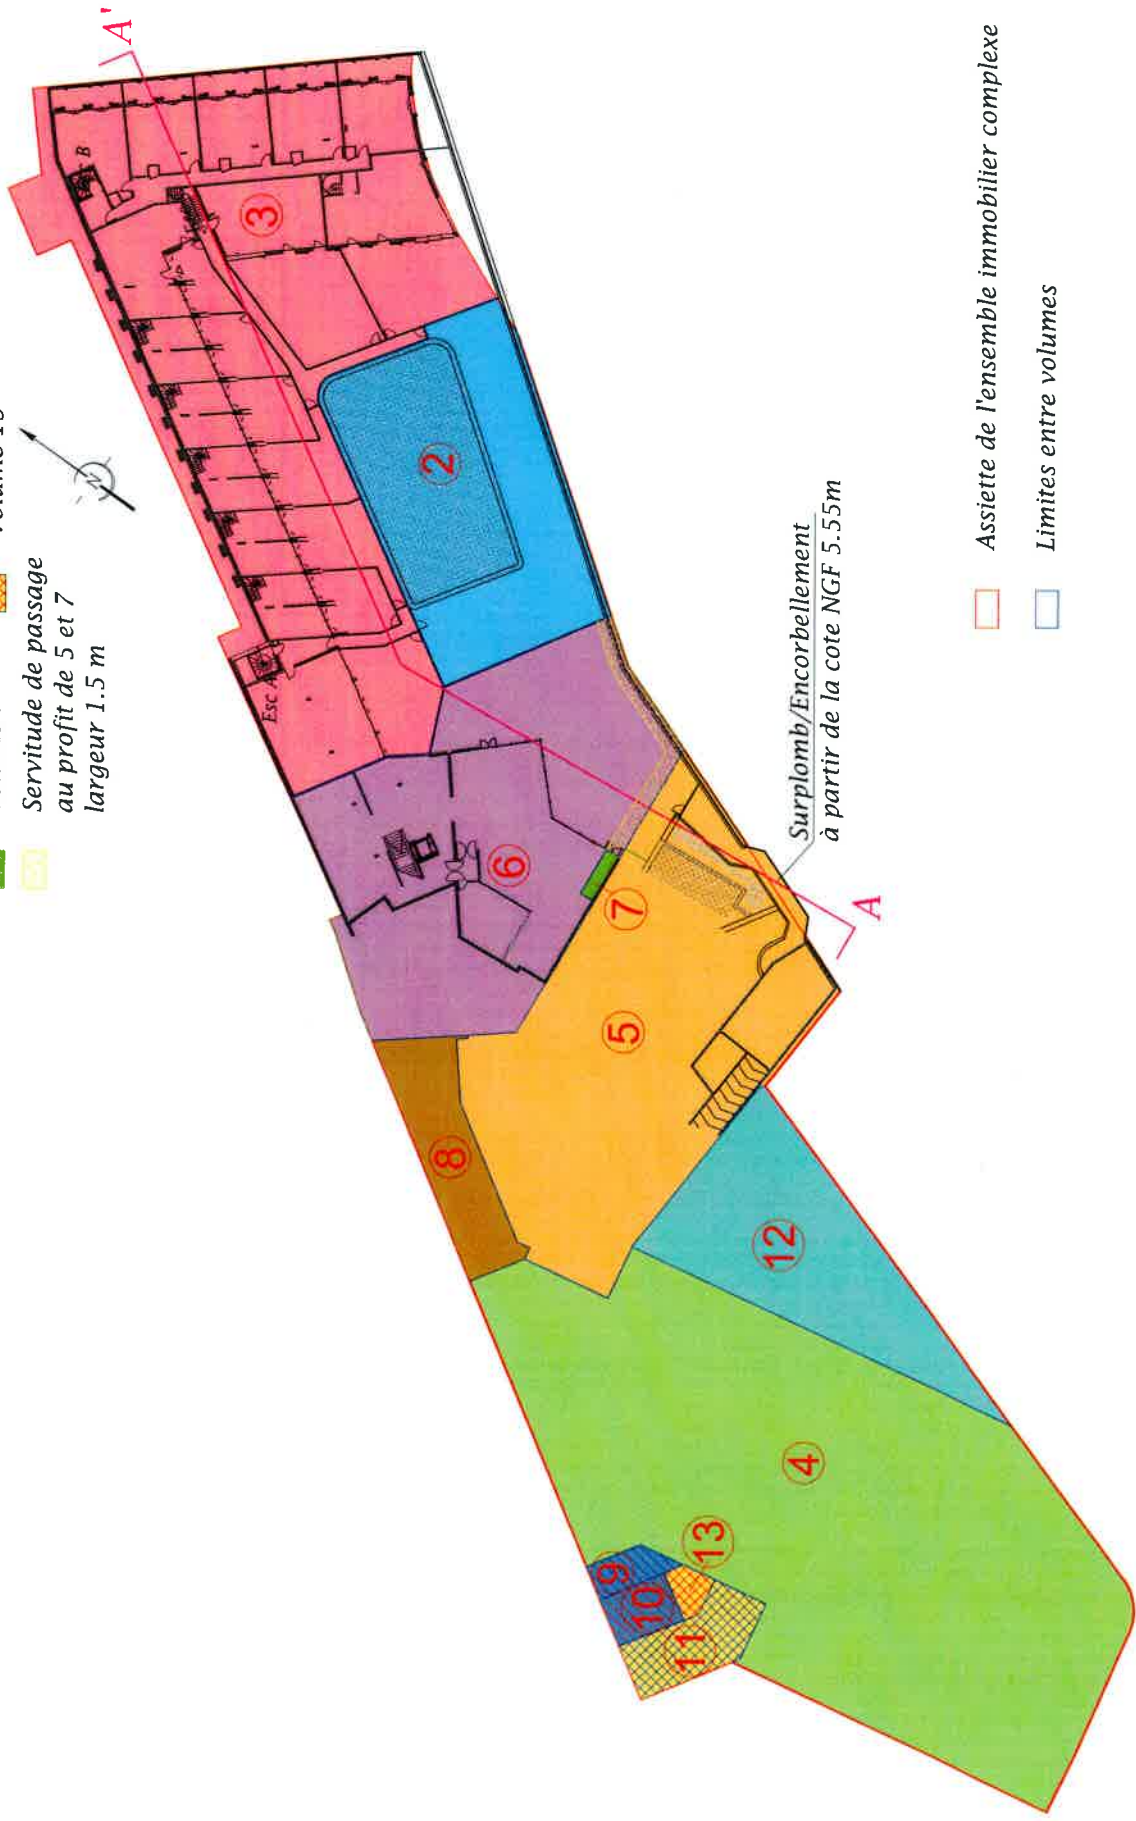 Servitude de passage
au profit de 5 et 7
largeur 1.5 m
N
A'
B
3
2
Esc A
6
7
5
8
12
4
9
10
13
11
A
Surplomb/Encorbellement
à partir de la cote NGF 5.55m
Assiette de l'ensemble immobilier complexe
Limites entre volumes